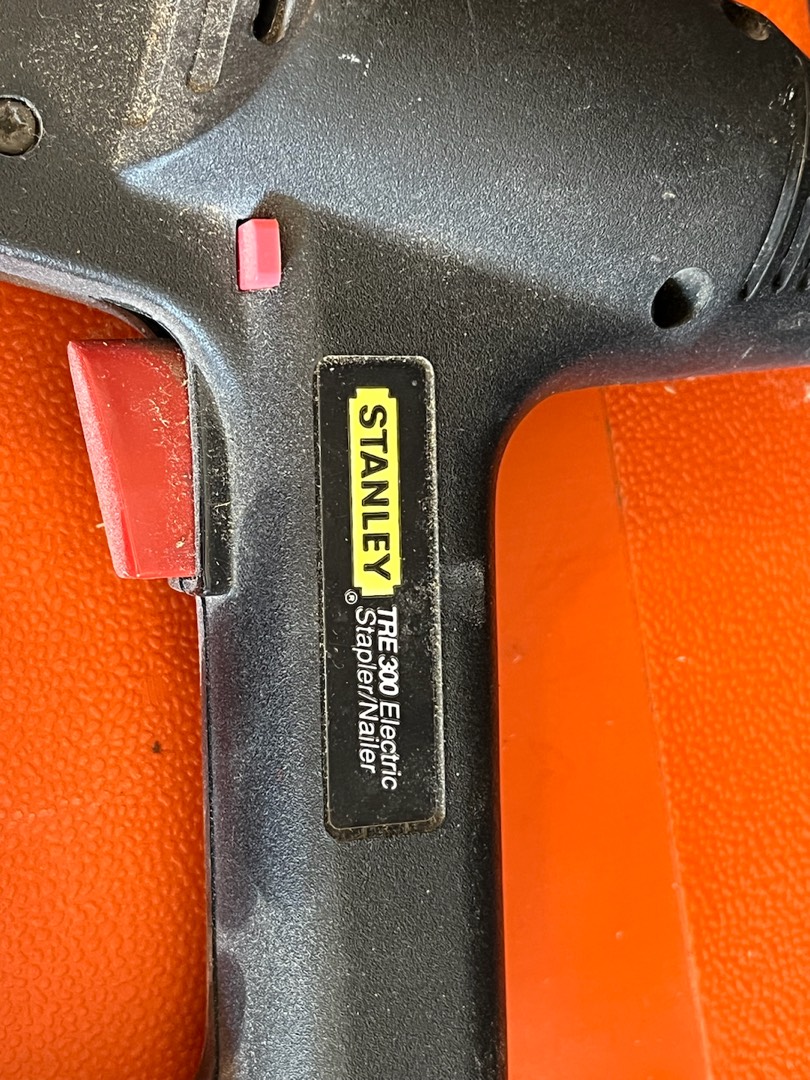 STANLEY
®
TRE 300 Electric
Stapler/Nailer